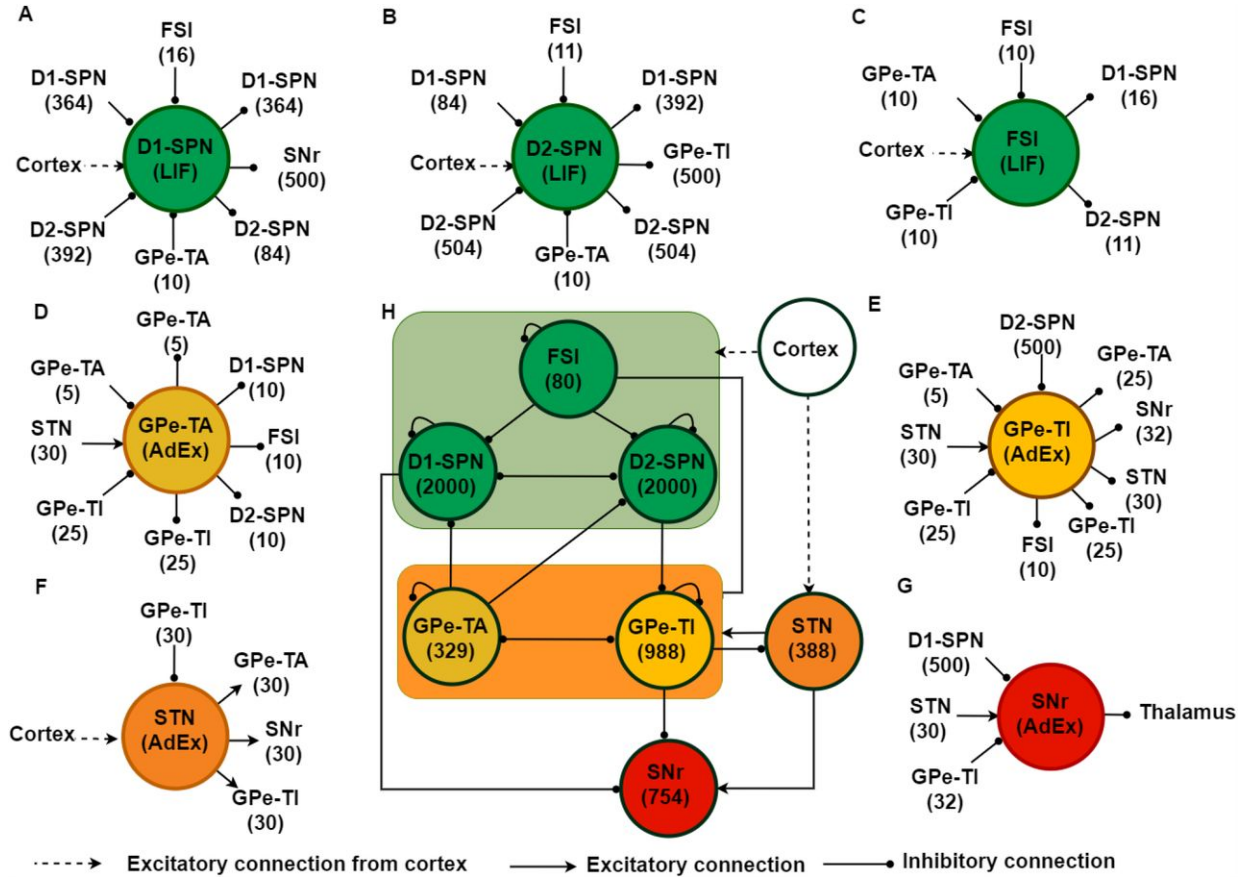 A
FSI
(16)
D1-SPN
(364)
D1-SPN
(364)
Cortex
D1-SPN
(LIF)
SNr
(500)
D2-SPN
(392)
GPe-TA
(10)
D2-SPN
(84)
B
FSI
(11)
D1-SPN
(84)
D1-SPN
(392)
Cortex
D2-SPN
(LIF)
GPe-TI
(500)
D2-SPN
(504)
GPe-TA
(10)
D2-SPN
(504)
C
FSI
(10)
GPe-TA
(10)
D1-SPN
(16)
Cortex
FSI
(LIF)
GPe-TI
(10)
D2-SPN
(11)
D
GPe-TA
(5)
GPe-TA
(5)
D1-SPN
(10)
STN
(30)
GPe-TA
(AdEx)
FSI
(10)
GPe-TI
(25)
GPe-TI
(25)
D2-SPN
(10)
H
FSI
(80)
Cortex
D1-SPN
(2000)
D2-SPN
(2000)
GPe-TA
(329)
GPe-TI
(988)
STN
(388)
SNr
(754)
E
D2-SPN
(500)
GPe-TA
(5)
GPe-TA
(25)
STN
(30)
GPe-TI
(AdEx)
SNr
(32)
STN
(30)
GPe-TI
(25)
FSI
(10)
GPe-TI
(25)
F
GPe-TI
(30)
GPe-TA
(30)
Cortex
STN
(AdEx)
SNr
(30)
GPe-TI
(30)
G
D1-SPN
(500)
STN
(30)
SNr
(AdEx)
Thalamus
GPe-TI
(32)
Excitatory connection from cortex
Excitatory connection
Inhibitory connection